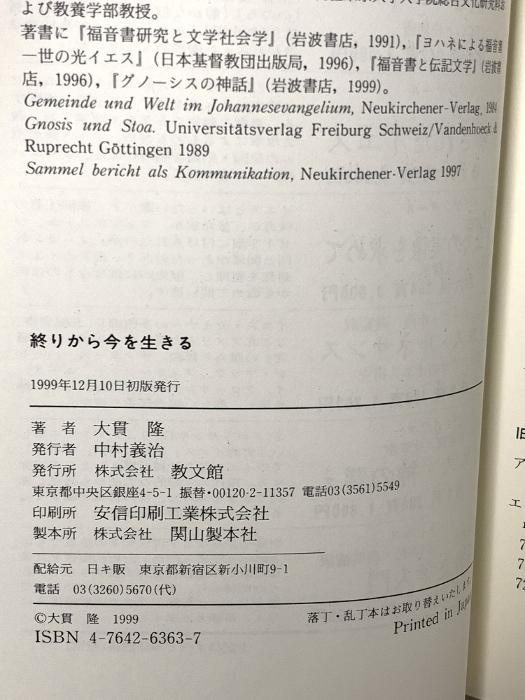 よび教養学部教授。
著書に『福音書研究と文学社会学』(岩波書店，1991)，『ヨハネによる福音書
―世の光イエス』(日本基督教団出版局，1996)，『福音書と伝記文学』(岩波書
店，1996)，『グノーシスの神話』(岩波書店，1999)。
Gemeinde und Welt im Johannesevangelium, Neukirchener-Verlag, 1984
Gnosis und Stoa. Universitätsverlag Freiburg Schweiz/Vandenhoeck &
Ruprecht Göttingen 1989
Sammel bericht als Kommunikation, Neukirchener-Verlag 1997
終りから今を生きる
1999年12月10日初版発行
著 者 大貫 隆
発行者 中村義治
発行所 株式会社 教文館
東京都中央区銀座4-5-1 振替・00120-2-11357 電話03(3561)5549
印刷所 安信印刷工業株式会社
製本所 株式会社 関山製本社
配給元 日キ販 東京都新宿区新小川町9-1
電話 03(3260)5670(代)
©大貫 隆 1999
落丁・乱丁本はお取り替えいたします。
ISBN 4-7642-6363-7
Printed in Japan